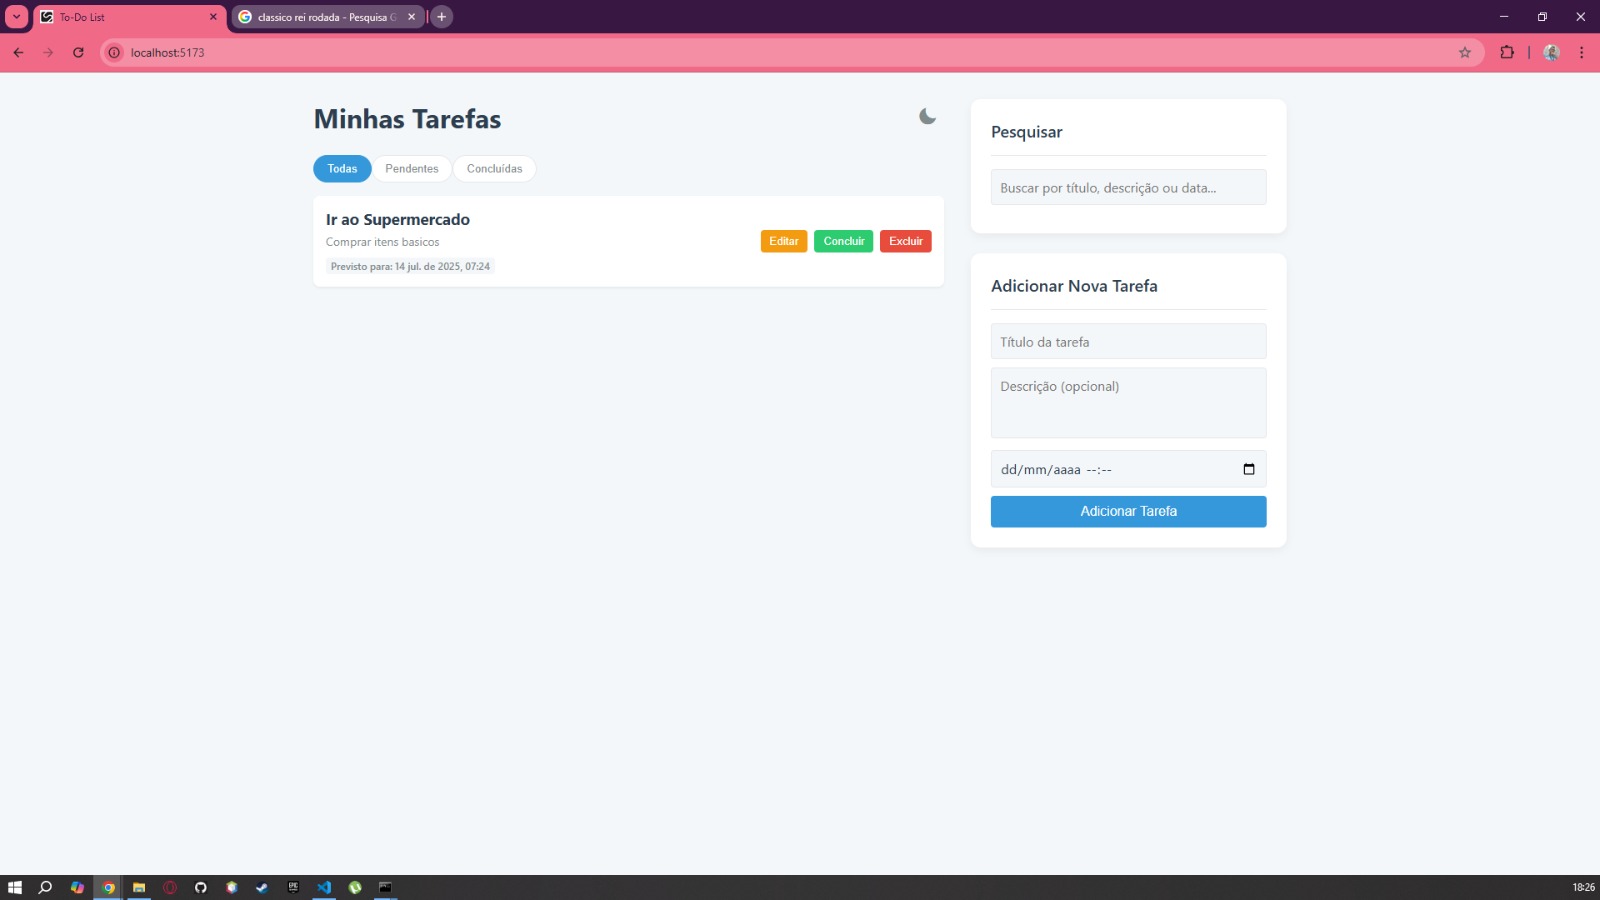 To-Do List
classico rei rodada - Pesquisa G
localhost:5173
Minhas Tarefas
Todas
Pendentes
Concluídas
Ir ao Supermercado
Comprar itens basicos
Previsto para: 14 jul. de 2025, 07:24
Editar
Concluir
Excluir
Pesquisar
Buscar por título, descrição ou data...
Adicionar Nova Tarefa
Título da tarefa
Descrição (opcional)
dd/mm/aaaa --:--
Adicionar Tarefa
18:26